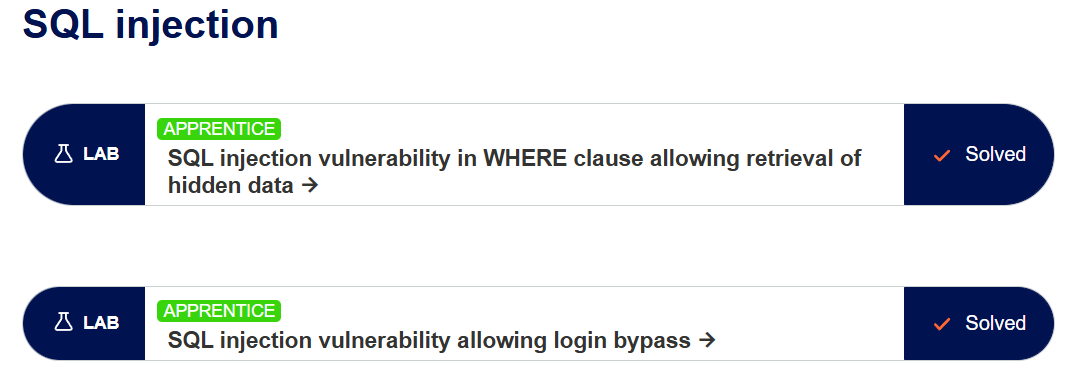 SQL injection
LAB
APPRENTICE
SQL injection vulnerability in WHERE clause allowing retrieval of
hidden data →
Solved
LAB
APPRENTICE
SQL injection vulnerability allowing login bypass →
Solved